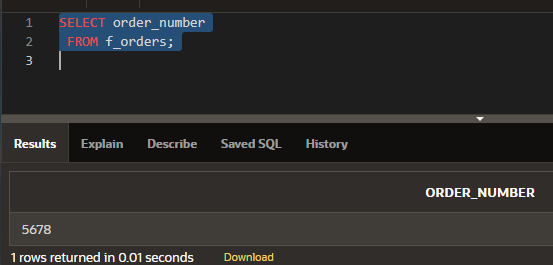 1 SELECT order_number
2 FROM f_orders;
3
Results Explain Describe Saved SQL History
ORDER_NUMBER
5678
1 rows returned in 0.01 seconds Download